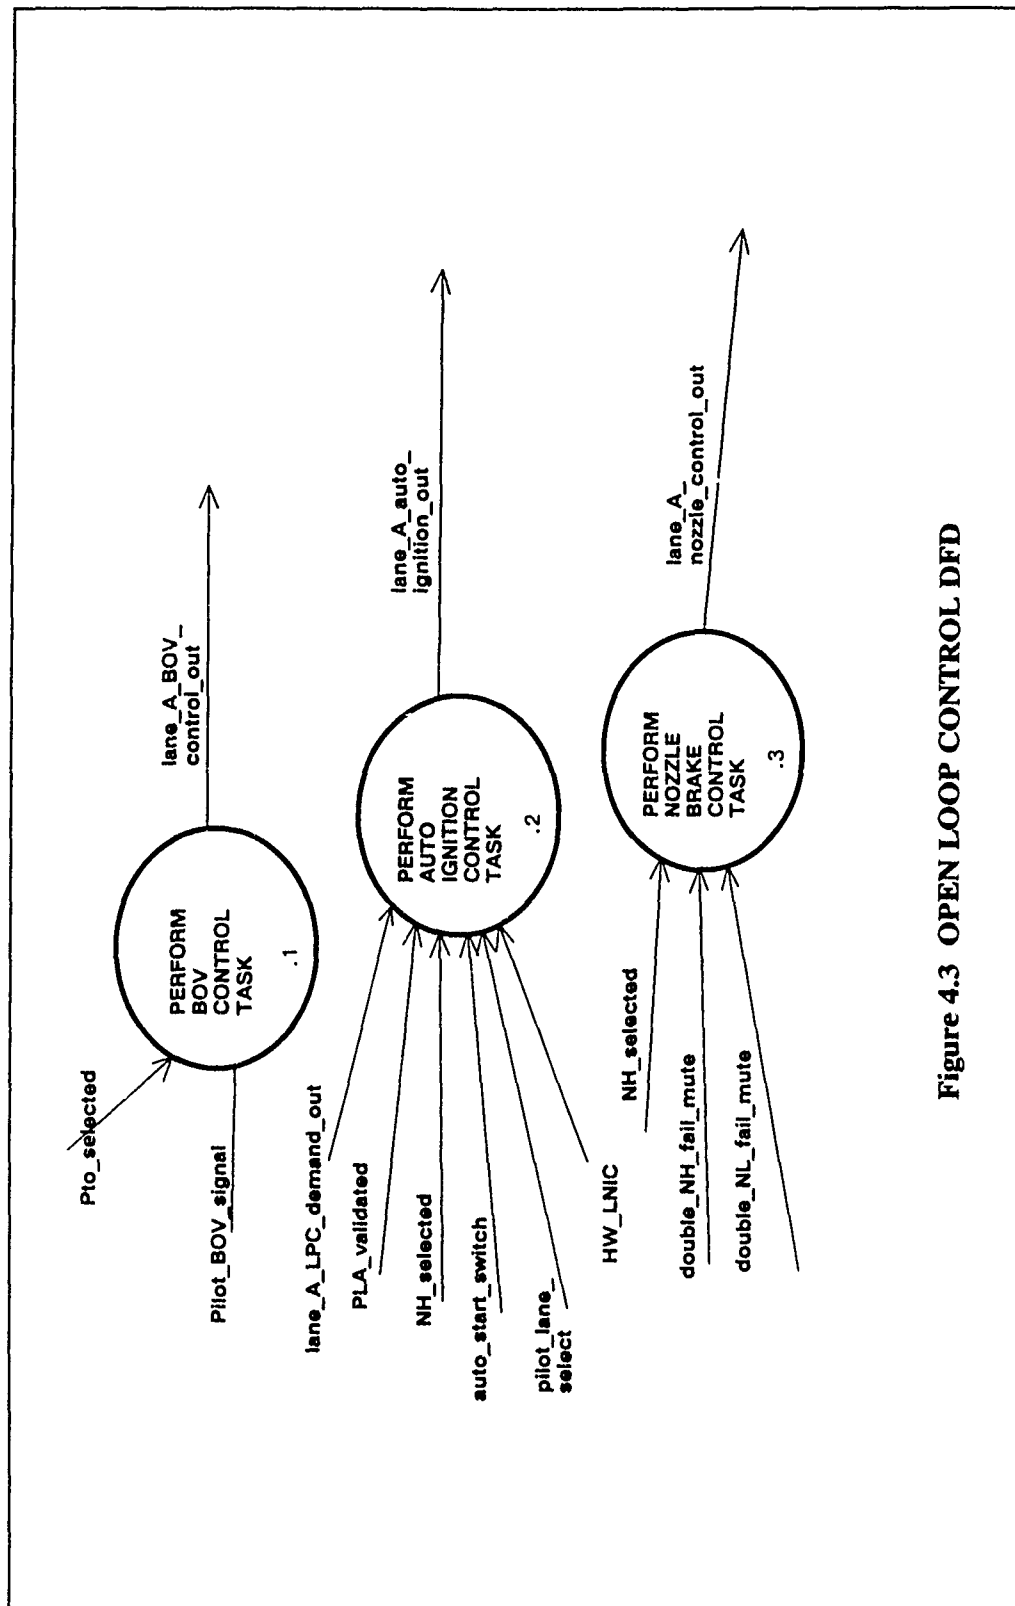 Pto_selected
Pilot_BOV_signal
PERFORM
BOV
CONTROL
TASK
.1
lane_A_BOV_
control_out
lane_A_LPC_demand_out
PLA_validated
NH_selected
auto_start_switch
pilot_lane_
select
HW_LNIC
PERFORM
AUTO
IGNITION
CONTROL
TASK
.2
lane_A_auto_
ignition_out
NH_selected
double_NH_fail_mute
double_NL_fail_mute
PERFORM
NOZZLE
BRAKE
CONTROL
TASK
.3
lane_A_
nozzle_control_out
Figure 4.3 OPEN LOOP CONTROL DFD